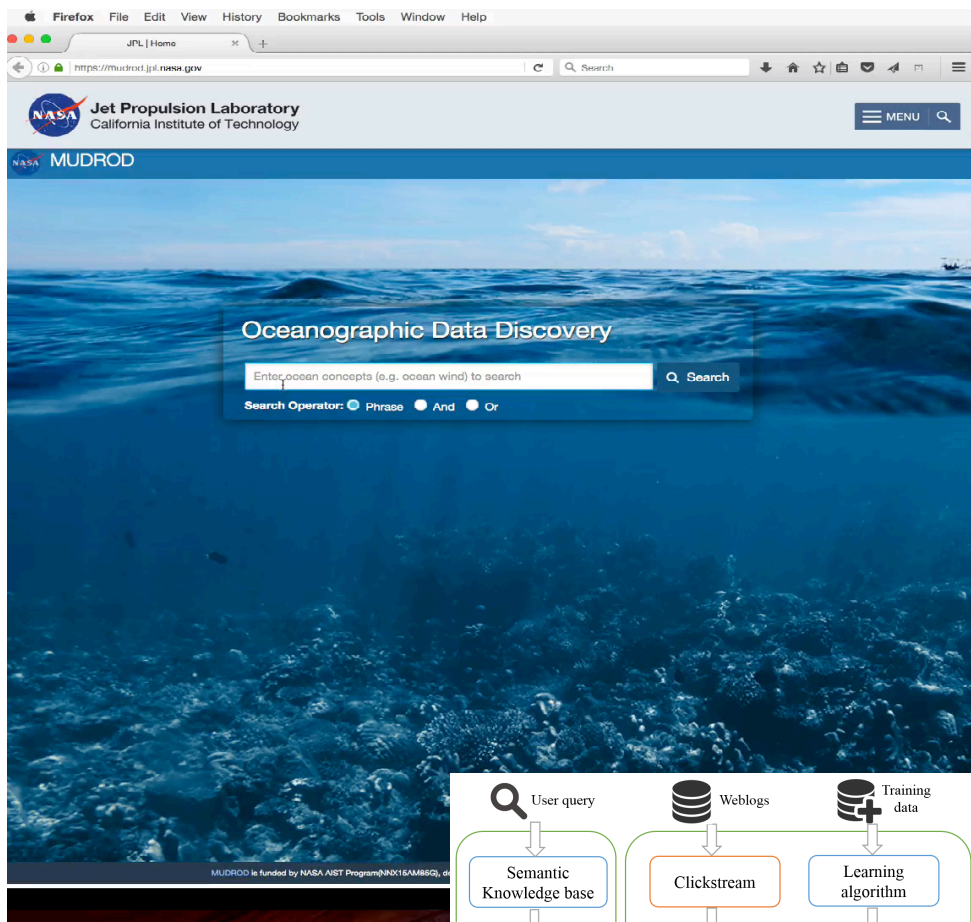 Firefox File Edit View History Bookmarks Tools Window Help
JPL | Home
https://mudrod.jpl.nasa.gov
Search
NASA
Jet Propulsion Laboratory
California Institute of Technology
MENU
NASA MUDROD
Oceanographic Data Discovery
Enter ocean concepts (e.g. ocean wind) to search
Search
Search Operator: Phrase And Or
MUDROD is funded by NASA AIST Program(NNX15AM85G), de
User query
Weblogs
Training
data
Semantic
Knowledge base
Clickstream
Learning
algorithm